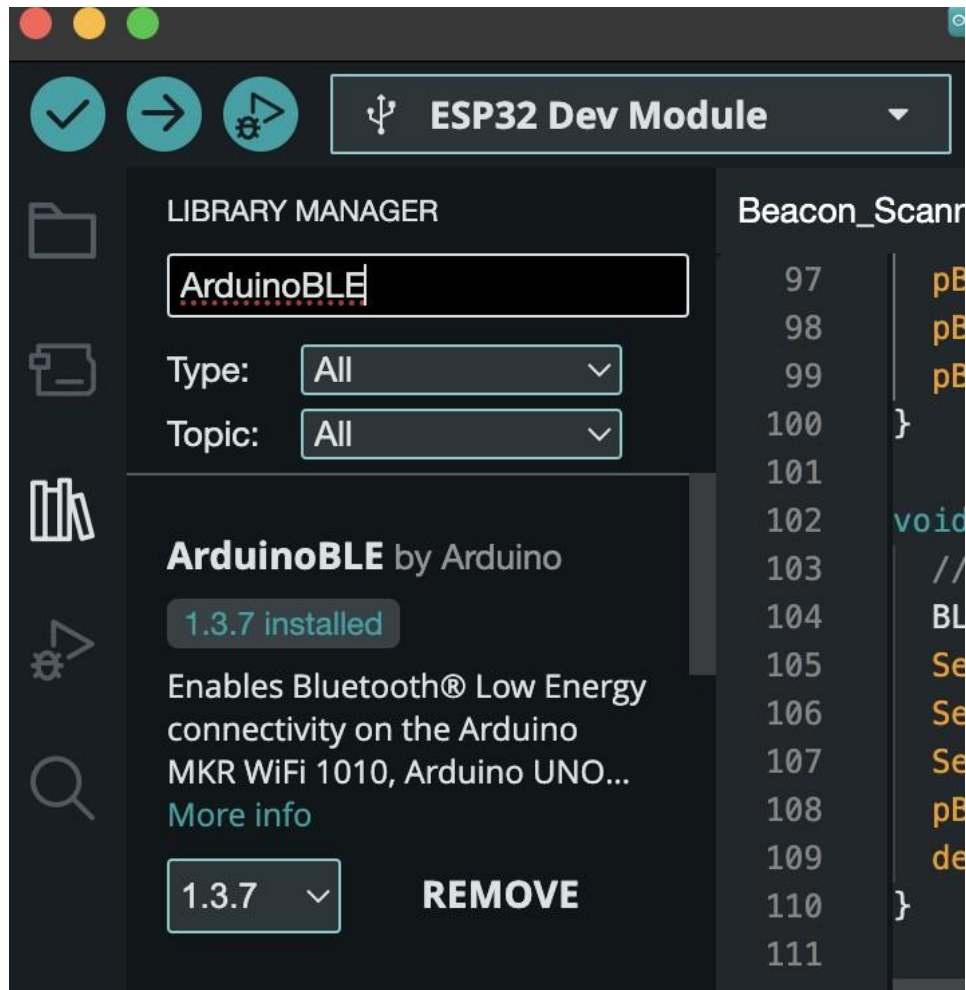 ESP32 Dev Module
LIBRARY MANAGER
ArduinoBLE
Type: All
Topic: All
ArduinoBLE by Arduino
1.3.7 installed
Enables Bluetooth® Low Energy
connectivity on the Arduino
MKR WiFi 1010, Arduino UNO...
More info
1.3.7 REMOVE
Beacon_Scann
97 pB
98 pB
99 pB
100 }
101
102 void
103 //
104 BL
105 Se
106 Se
107 Se
108 pB
109 de
110 }
111